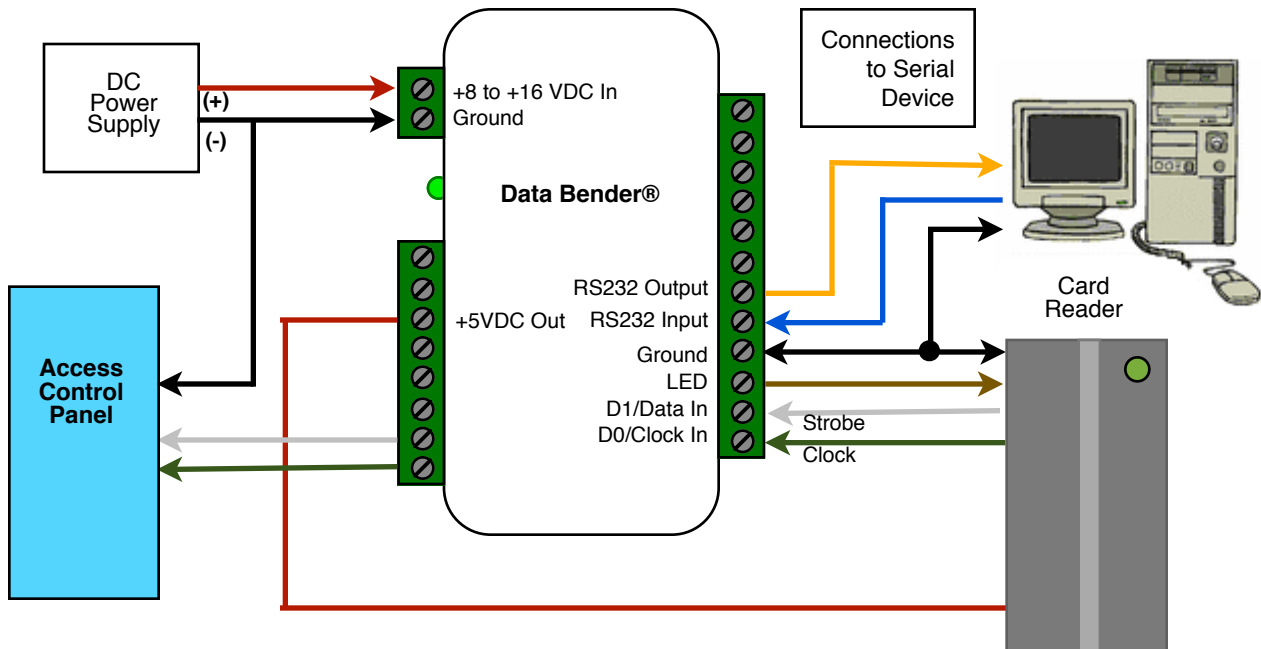 DC
Power
Supply
(+)
(-)
+8 to +16 VDC In
Ground
Data Bender®
Connections
to Serial
Device
RS232 Output
+5VDC Out
RS232 Input
Ground
LED
D1/Data In
D0/Clock In
Strobe
Clock
Card
Reader
Access
Control
Panel